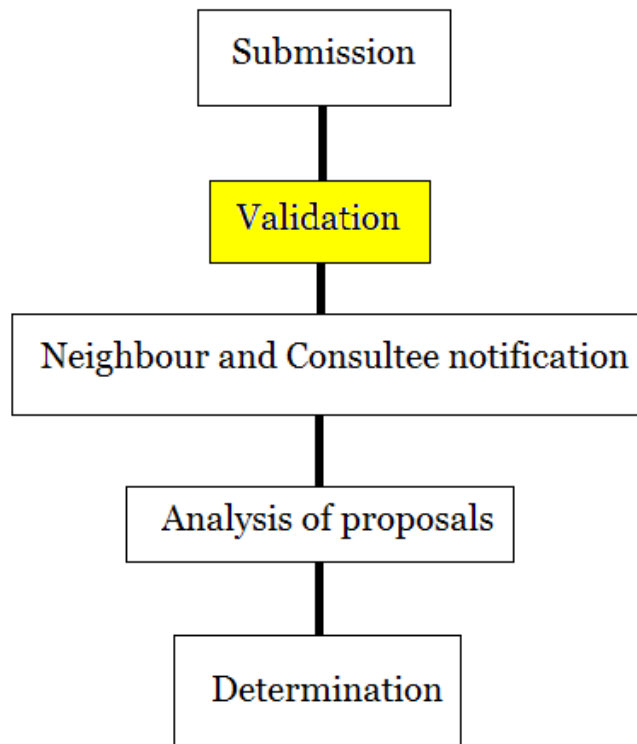 Submission
Validation
Neighbour and Consultee notification
Analysis of proposals
Determination